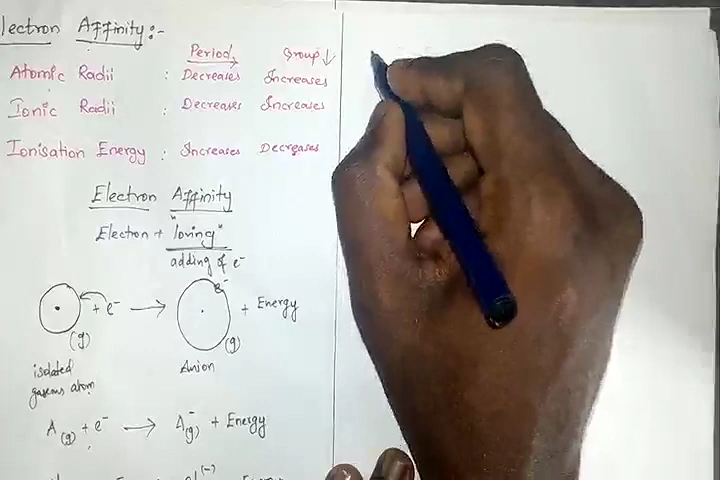 lectron Affinity:-
Period Group ↓
Atomic Radii : Decreases Increases
Ionic Radii : Decreases Increases
Ionisation Energy : Increases Decreases
Electron Affinity
Electron + "loving"
adding of e⁻
+ e⁻ → e⁻ + Energy
(g) (g)
isolated Anion
gaseous atom
A(g) + e⁻ → A⁻(g) + Energy